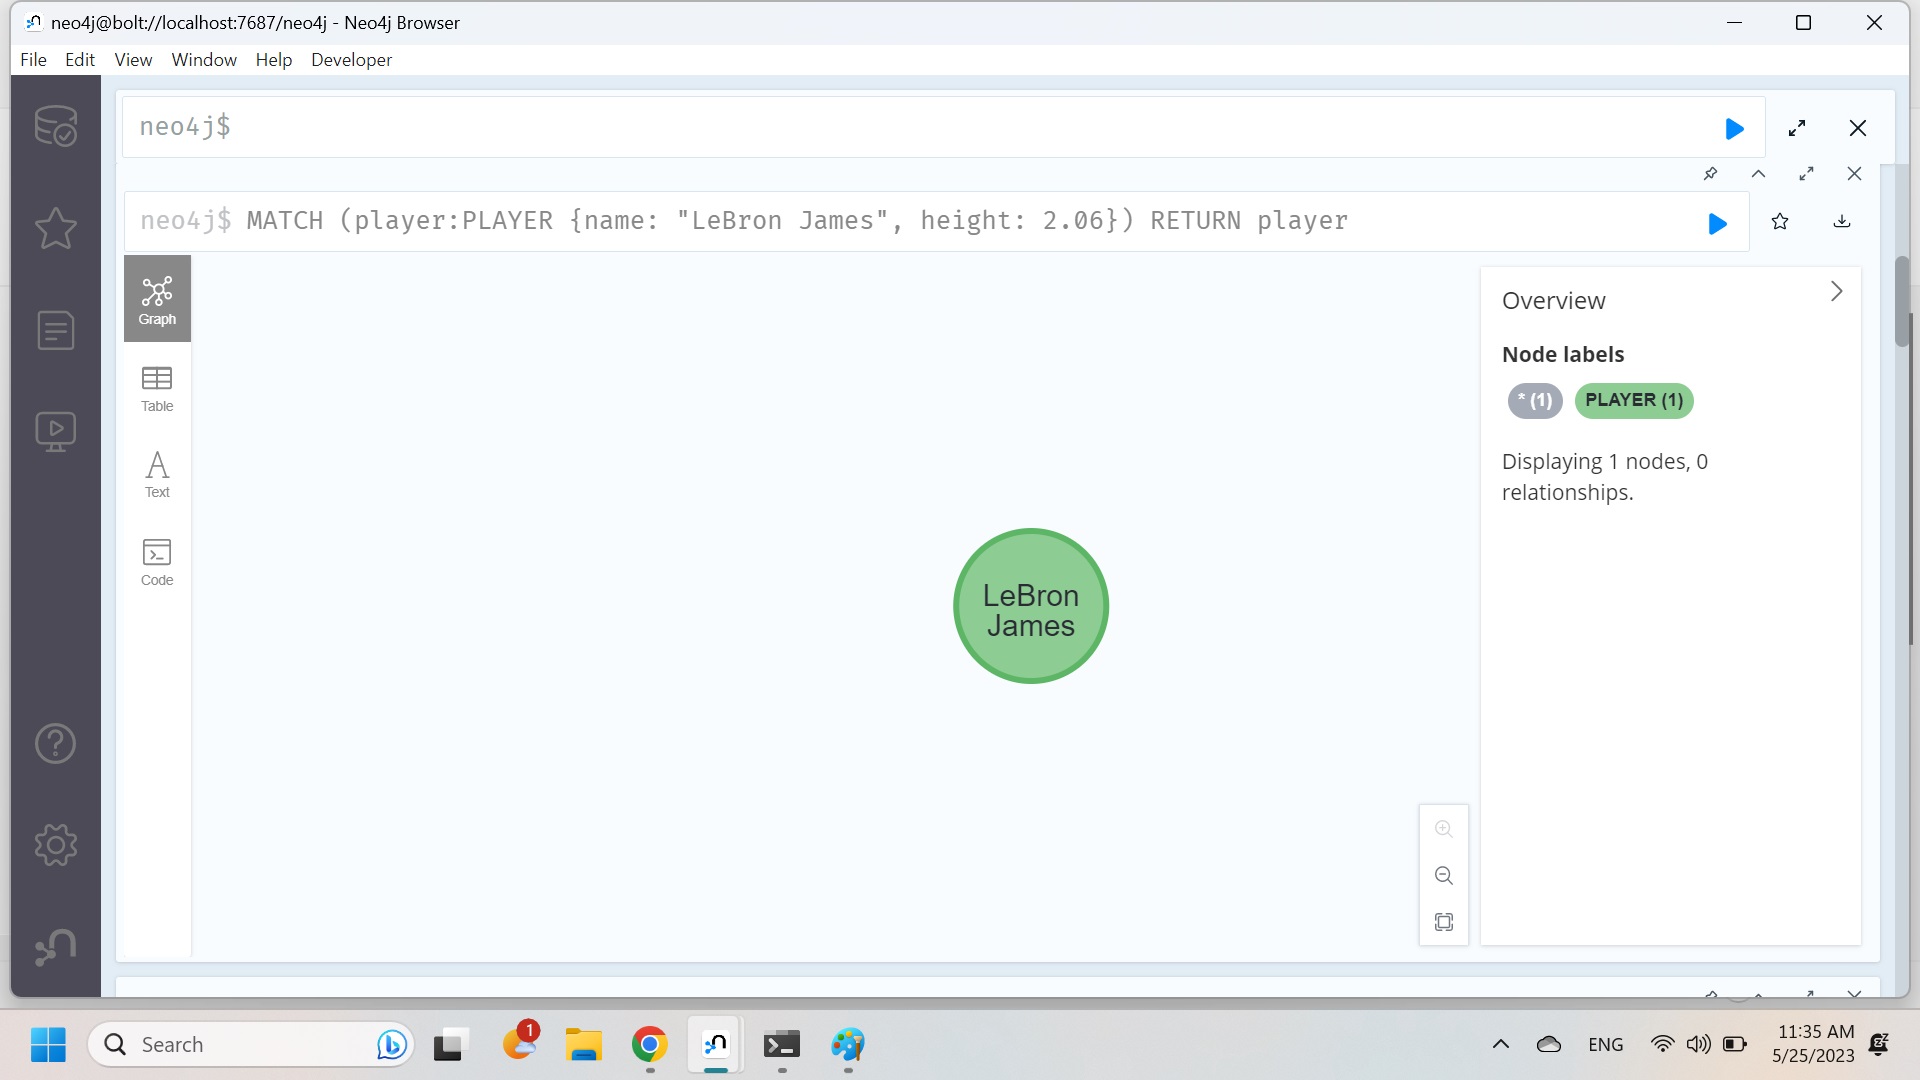 neo4j@bolt://localhost:7687/neo4j - Neo4j Browser
File Edit View Window Help Developer
neo4j$
neo4j$ MATCH (player:PLAYER {name: "LeBron James", height: 2.06}) RETURN player
Graph
Table
Text
Code
LeBron
James
Overview
Node labels
* (1) PLAYER (1)
Displaying 1 nodes, 0
relationships.
Search
1
ENG
11:35 AM
5/25/2023